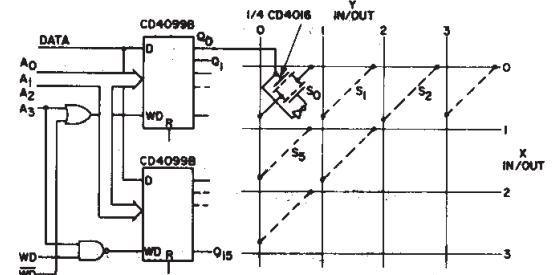 1/4 CD4016
Y
IN/OUT
CD4099B
DATA
Q0
0
1
2
3
D
A0
A1
A2
A3
Q1
S0
S1
S2
0
WD
R
S5
1
X
IN/OUT
CD4099B
D
2
WD
WD
R
Q15
3
WD